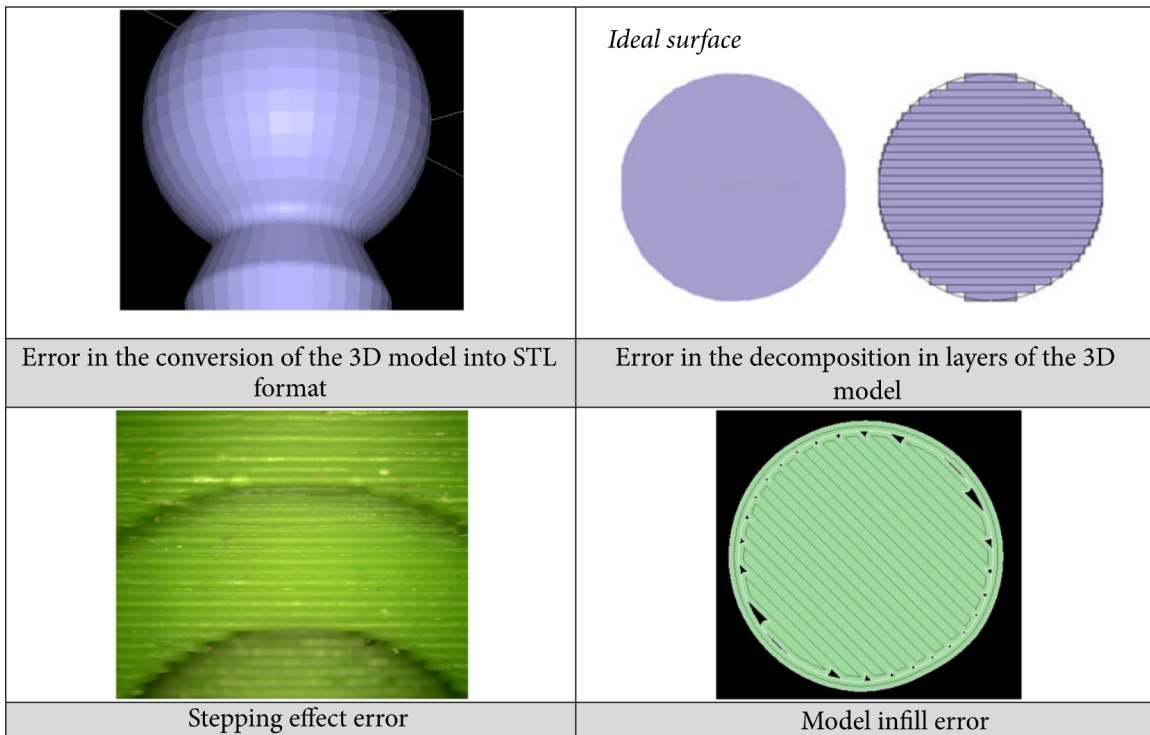 Ideal surface
Error in the conversion of the 3D model into STL
format
Error in the decomposition in layers of the 3D
model
Stepping effect error
Model infill error